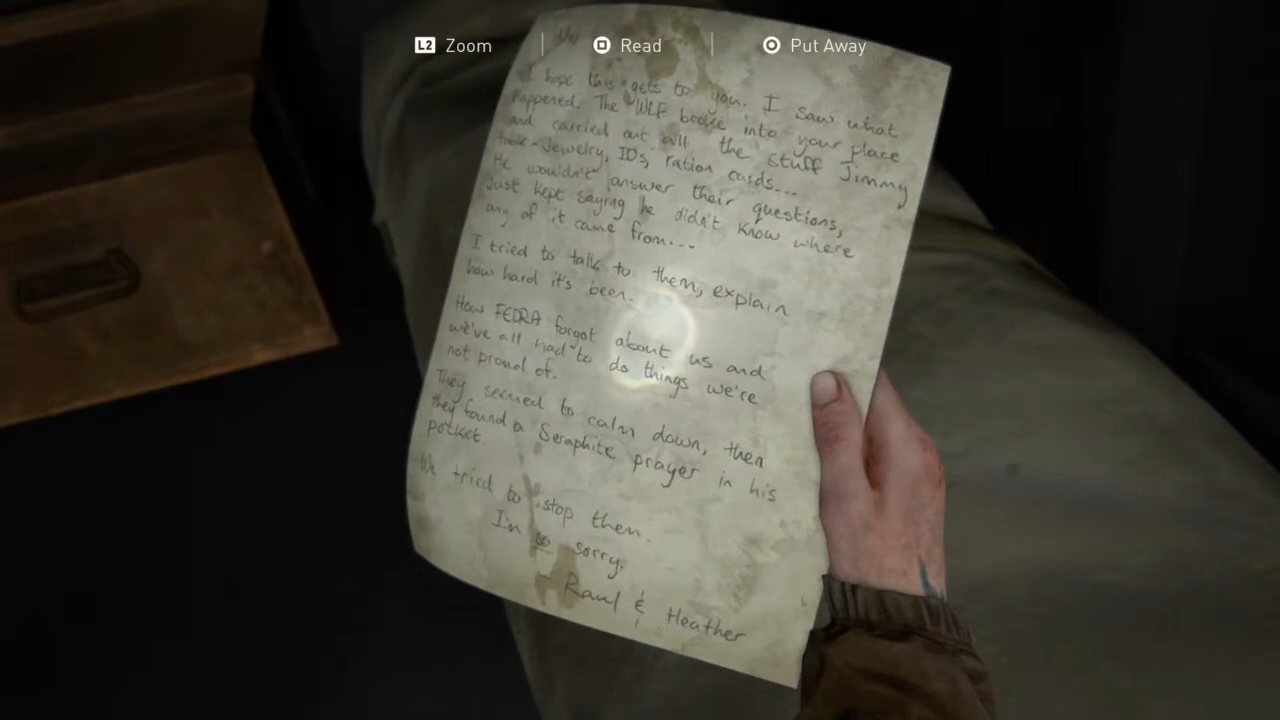 L2 Zoom
Read
Put Away
I hope this gets to you. I saw what
happened. The WLF broke into your place
and carried out all the stuff Jimmy
took - Jewelry, IDs, ration cards...
He wouldn't answer their questions,
Just kept saying he didn't know where
any of it came from...
I tried to talk to them, explain
how hard it's been.
How FEDRA forgot about us and
we've all had to do things we're
not proud of.
They seemed to calm down, then
they found a Seraphite prayer in his
pocket
We tried to stop them.
I'm so sorry.
- Raul & Heather